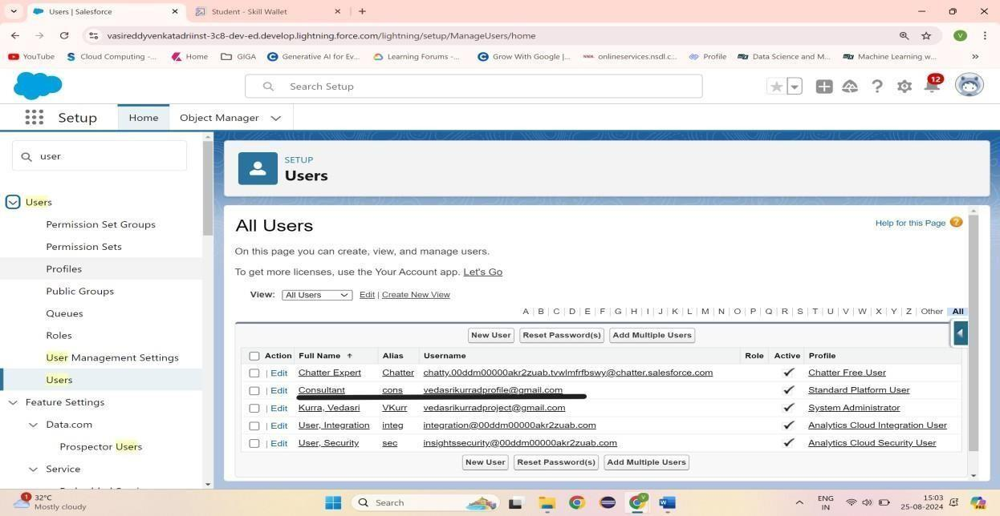 Users | Salesforce
Student - Skill Wallet
vasireddyvenkatadriinst-3c8-dev-ed.develop.lightning.force.com/lightning/setup/ManageUsers/home
V
YouTube
Cloud Computing -...
Home
GIGA
Generative AI for Ev...
Learning Forums -...
Grow With Google |...
onlineservices.nsdl.c...
Profile
Data Science and M...
Machine Learning w...
Search Setup
12
Setup
Home
Object Manager
user
Users
Permission Set Groups
Permission Sets
Profiles
Public Groups
Queues
Roles
User Management Settings
Users
Feature Settings
Data.com
Prospector Users
Service
SETUP
Users
All Users
Help for this Page ?
On this page you can create, view, and manage users.
To get more licenses, use the Your Account app. Let's Go
View: All Users Edit | Create New View
A | B | C | D | E | F | G | H | I | J | K | L | M | N | O | P | Q | R | S | T | U | V | W | X | Y | Z | Other | All
New User Reset Password(s) Add Multiple Users
Action Full Name ↑ Alias Username Role Active Profile
| Edit Chatter Expert Chatter chatty.00ddm00000akr2zuab.tvwlmfrfbswy@chatter.salesforce.com ✓ Chatter Free User
| Edit Consultant cons vedasrikurradprofile@gmail.com ✓ Standard Platform User
| Edit Kurra, Vedasri VKurr vedasrikurradproject@gmail.com ✓ System Administrator
| Edit User, Integration integ integration@00ddm00000akr2zuab.com ✓ Analytics Cloud Integration User
| Edit User, Security sec insightssecurity@00ddm00000akr2zuab.com ✓ Analytics Cloud Security User
New User Reset Password(s) Add Multiple Users
1
32°C
Mostly cloudy
Search
ENG
IN
15:03
25-08-2024